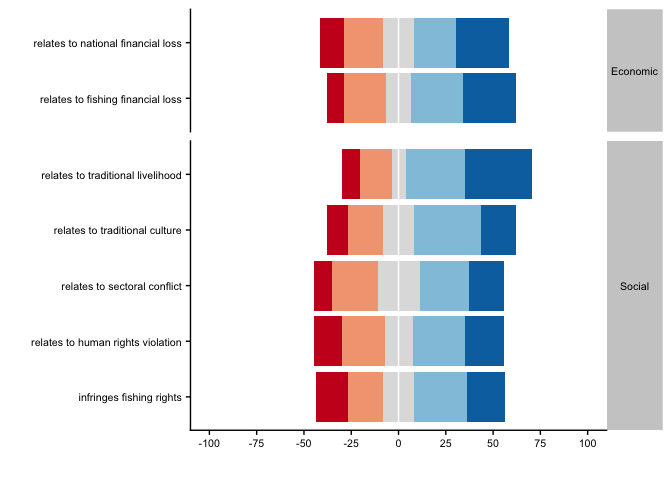 relates to national financial loss
relates to fishing financial loss
Economic
relates to traditional livelihood
relates to traditional culture
relates to sectoral conflict
relates to human rights violation
infringes fishing rights
Social
-100 -75 -50 -25 0 25 50 75 100